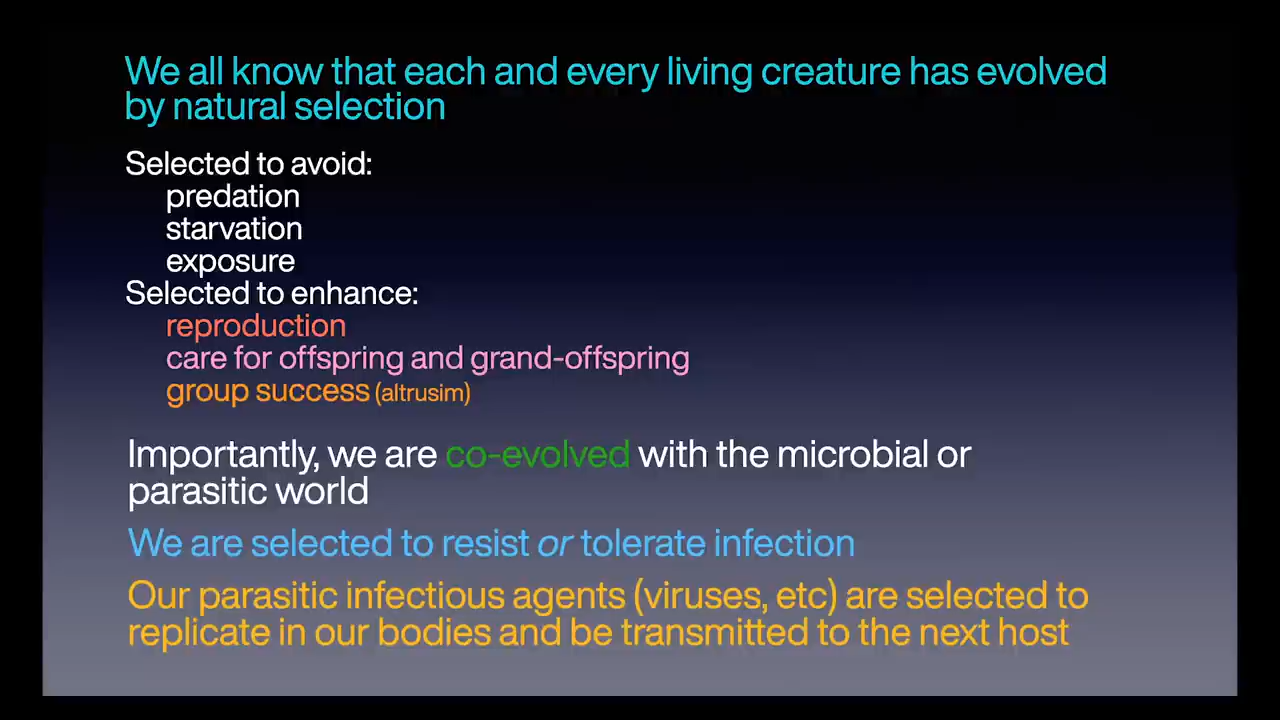 We all know that each and every living creature has evolved
by natural selection
Selected to avoid:
predation
starvation
exposure
Selected to enhance:
reproduction
care for offspring and grand-offspring
group success (altrusim)
Importantly, we are co-evolved with the microbial or
parasitic world
We are selected to resist or tolerate infection
Our parasitic infectious agents (viruses, etc) are selected to
replicate in our bodies and be transmitted to the next host